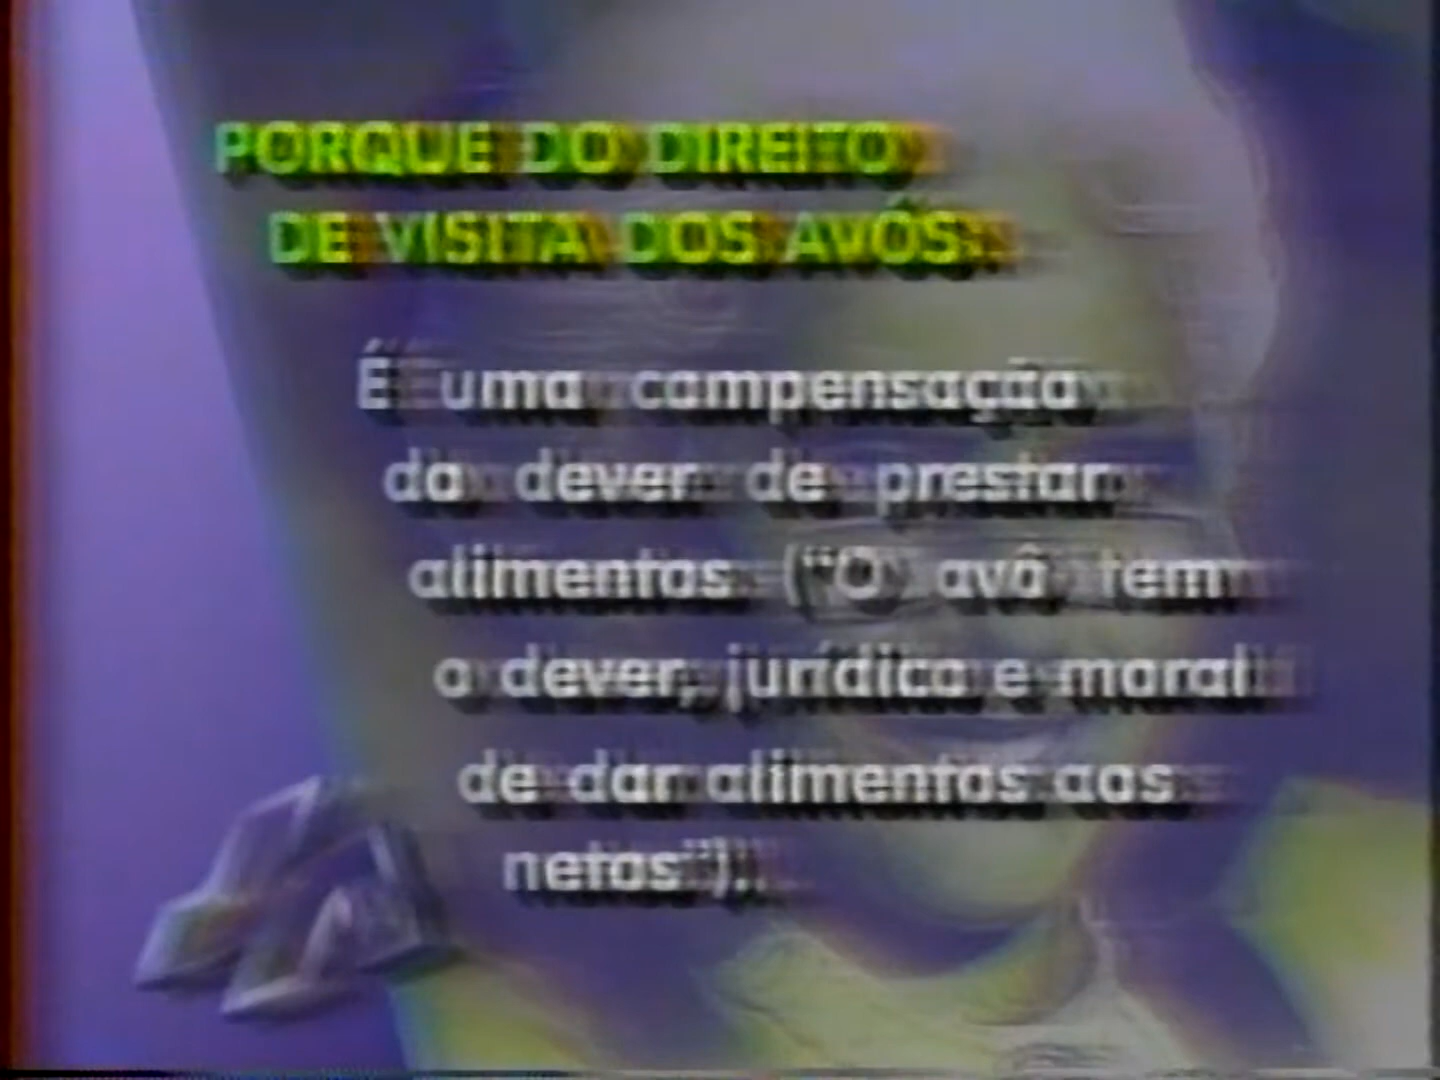 PORQUE DO DIREITO
DE VISITA DOS AVÓS:
É uma compensação
do dever de prestar
alimentos ("O avô tem
o dever, jurídico e moral
de dar alimentos aos
netos").